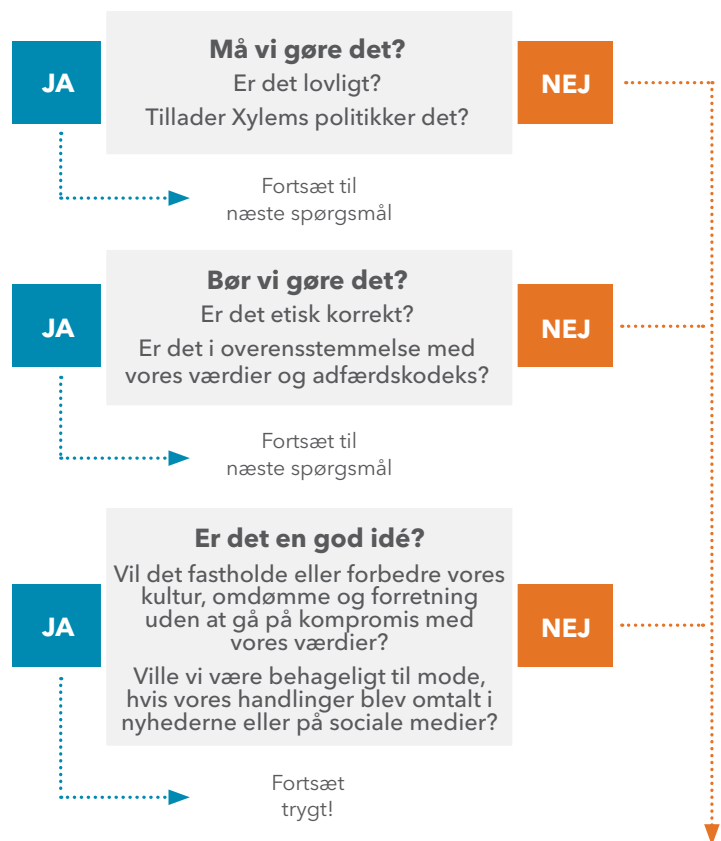 Må vi gøre det?
JA
Er det lovligt?
NEJ
Tillader Xylems politikker det?
Fortsæt til
næste spørgsmål
Bør vi gøre det?
JA
Er det etisk korrekt?
NEJ
Er det i overensstemmelse med
vores værdier og adfærdskodeks?
Fortsæt til
næste spørgsmål
Er det en god idé?
Vil det fastholde eller forbedre vores
kultur, omdømme og forretning
uden at gå på kompromis med
vores værdier?
JA
NEJ
Ville vi være behageligt til mode,
hvis vores handlinger blev omtalt i
nyhederne eller på sociale medier?
Fortsæt
trygt!